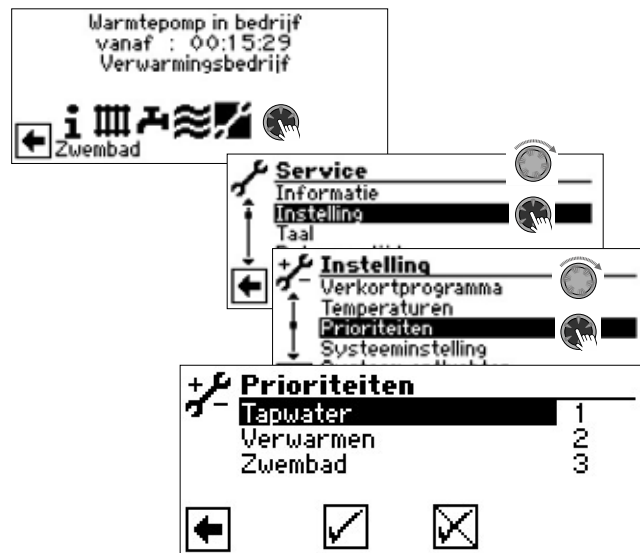 Warmtepomp in bedrijf
vanaf : 00:15:29
Verwarmingsbedrijf
Zwembad
Service
Informatie
Instelling
Taal
Instelling
Verkortprogramma
Temperaturen
Prioriteiten
Systeeminstelling
Prioriteiten
Tapwater 1
Verwarmen 2
Zwembad 3